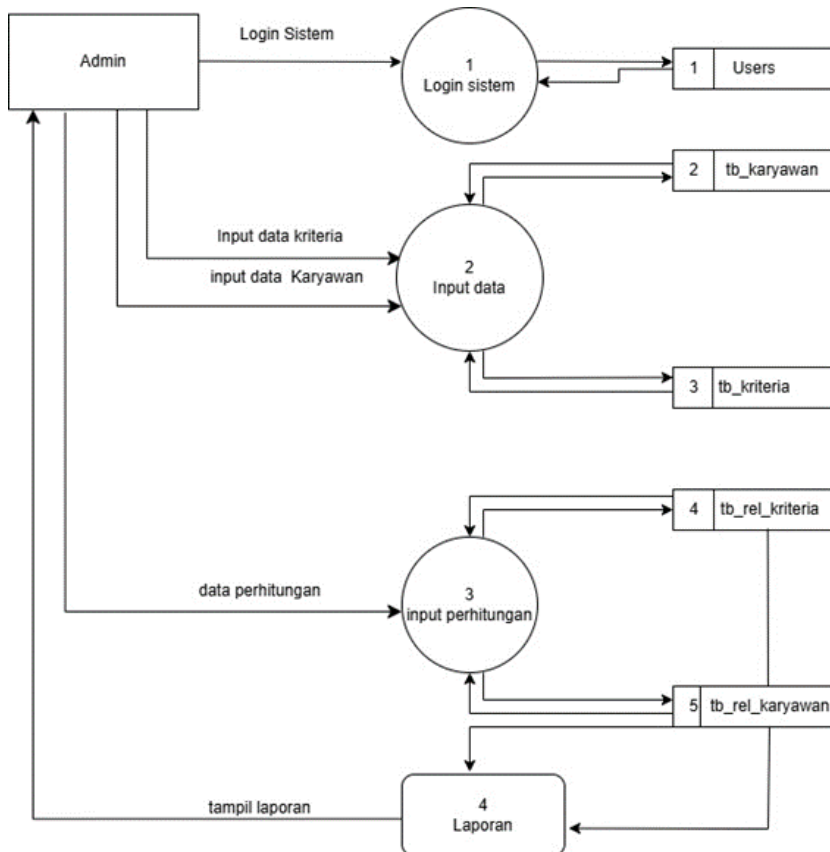 Login Sistem
Admin
1
Login sistem
1 Users
2 tb_karyawan
Input data kriteria
input data Karyawan
2
Input data
3 tb_kriteria
4 tb_rel_kriteria
data perhitungan
3
input perhitungan
5 tb_rel_karyawan
tampil laporan
4
Laporan